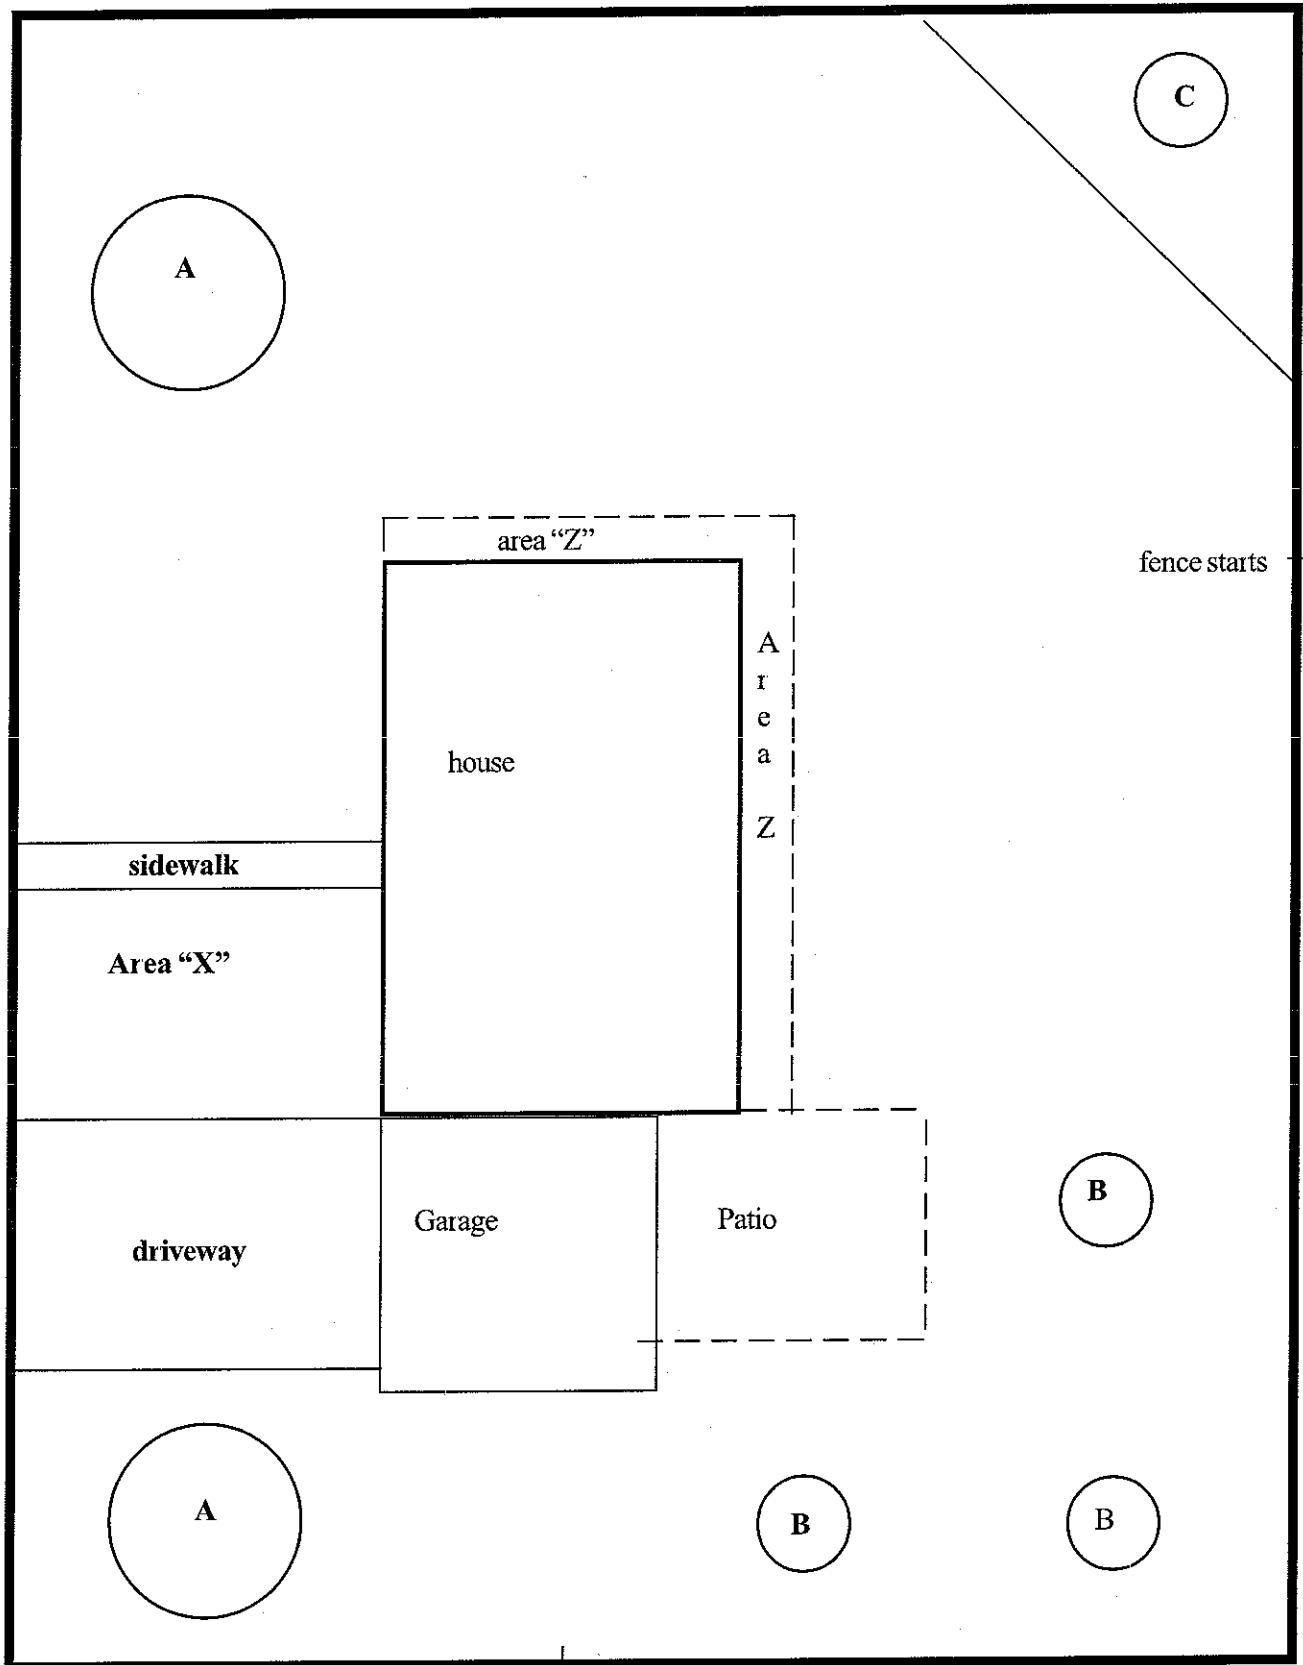 C
A
area “Z”
fence starts
A
r
e
a
Z
house
sidewalk
Area “X”
B
Garage
Patio
driveway
A
B
B